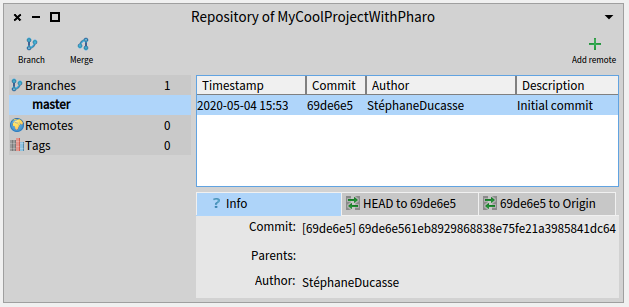 Repository of MyCoolProjectWithPharo
Branch Merge Add remote
Branches 1
master
Remotes 0
Tags 0
Timestamp Commit Author Description
2020-05-04 15:53 69de6e5 StéphaneDucasse Initial commit
? Info HEAD to 69de6e5 69de6e5 to Origin
Commit: [69de6e5] 69de6e561eb8929868838e75fe21a3985841dc64
Parents:
Author: StéphaneDucasse